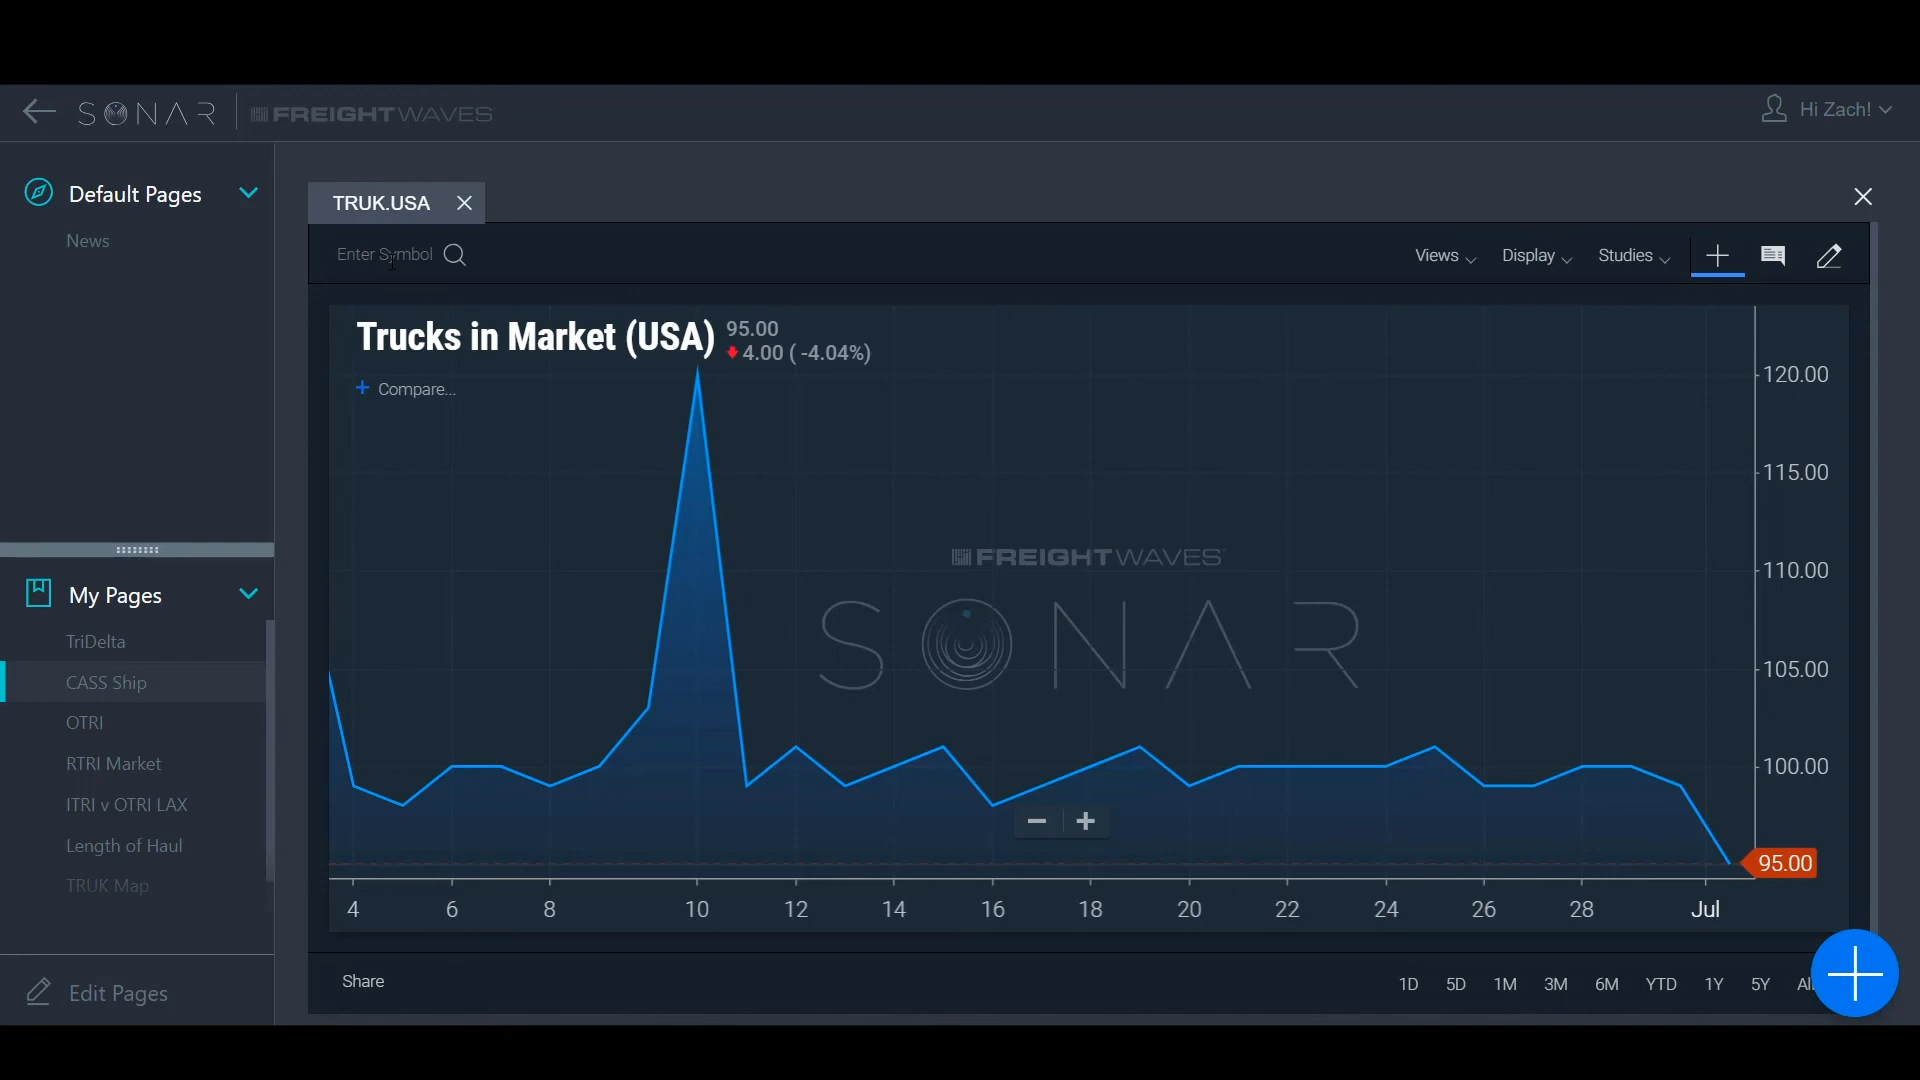 SONAR FREIGHTWAVES
Hi Zach!
Default Pages
News
My Pages
TriDelta
CASS Ship
OTRI
RTRI Market
ITRI v OTRI LAX
Length of Haul
TRUK Map
Edit Pages
TRUK.USA
Enter Symbol
Views Display Studies
Trucks in Market (USA) 95.00
4.00 ( -4.04%)
+ Compare...
FREIGHTWAVES
SONAR
120.00
115.00
110.00
105.00
100.00
95.00
4 6 8 10 12 14 16 18 20 22 24 26 28 Jul
Share
1D 5D 1M 3M 6M YTD 1Y 5Y